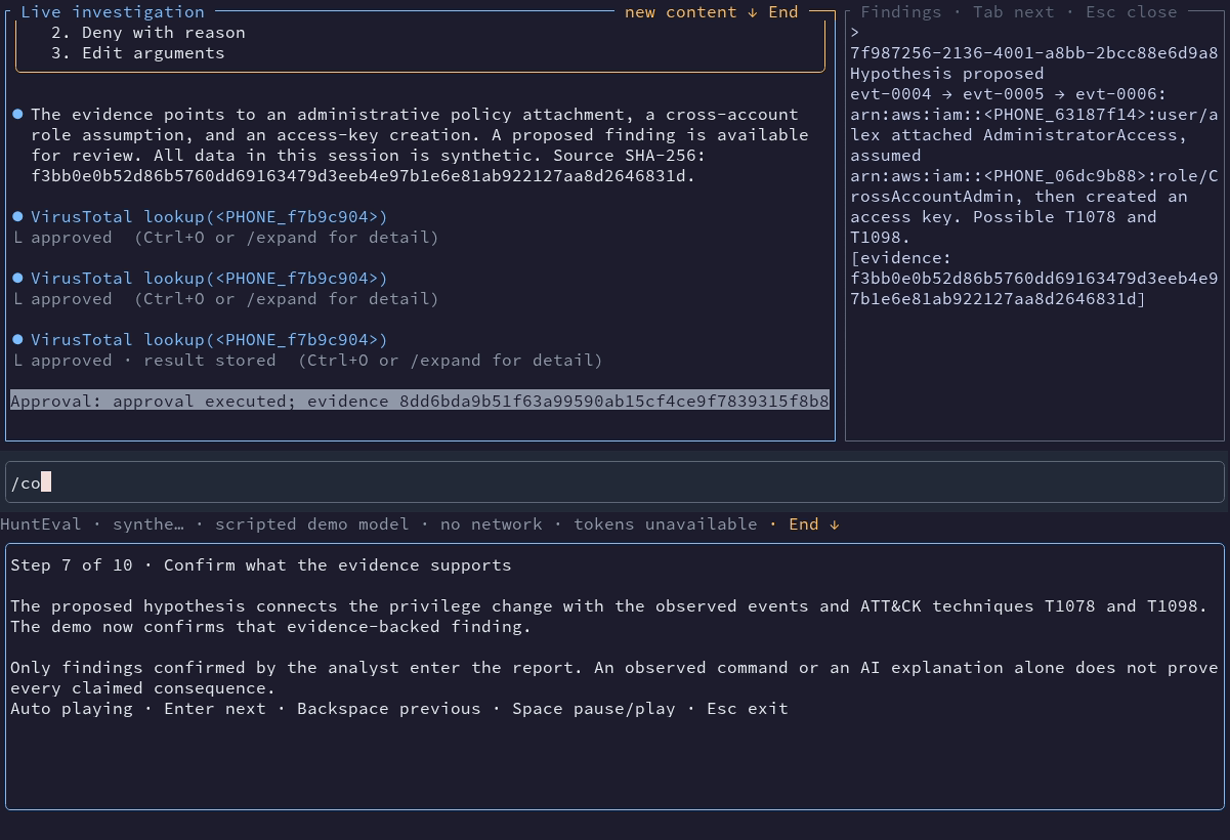 Live investigation
new content ↓ End
2. Deny with reason
3. Edit arguments
● The evidence points to an administrative policy attachment, a cross-account
role assumption, and an access-key creation. A proposed finding is available
for review. All data in this session is synthetic. Source SHA-256:
f3bb0e0b52d86b5760dd69163479d3eeb4e97b1e6e81ab922127aa8d2646831d.
● VirusTotal lookup(<PHONE_f7b9c904>)
L approved  (Ctrl+O or /expand for detail)
● VirusTotal lookup(<PHONE_f7b9c904>)
L approved  (Ctrl+O or /expand for detail)
● VirusTotal lookup(<PHONE_f7b9c904>)
L approved · result stored  (Ctrl+O or /expand for detail)
Approval: approval executed; evidence 8dd6bda9b51f63a99590ab15cf4ce9f7839315f8b8
Findings · Tab next · Esc close
>
7f987256-2136-4001-a8bb-2bcc88e6d9a8
Hypothesis proposed
evt-0004 → evt-0005 → evt-0006:
arn:aws:iam::<PHONE_63187f14>:user/a
lex attached AdministratorAccess,
assumed
arn:aws:iam::<PHONE_06dc9b88>:role/C
rossAccountAdmin, then created an
access key. Possible T1078 and
T1098.
[evidence:
f3bb0e0b52d86b5760dd69163479d3eeb4e9
7b1e6e81ab922127aa8d2646831d]
/co
HuntEval · synthe… · scripted demo model · no network · tokens unavailable · End ↓
Step 7 of 10 · Confirm what the evidence supports
The proposed hypothesis connects the privilege change with the observed events and ATT&CK techniques T1078 and T1098.
The demo now confirms that evidence-backed finding.
Only findings confirmed by the analyst enter the report. An observed command or an AI explanation alone does not prove
every claimed consequence.
Auto playing · Enter next · Backspace previous · Space pause/play · Esc exit